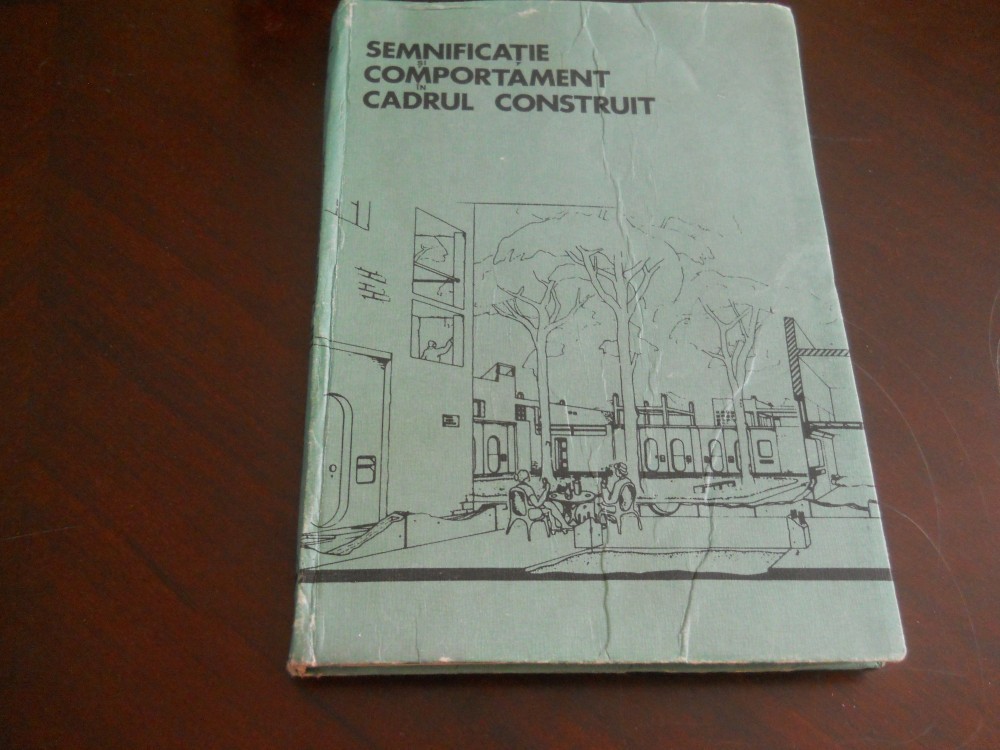 SEMNIFICAȚIE
ȘI
COMPORTAMENT
ÎN
CADRUL CONSTRUIT